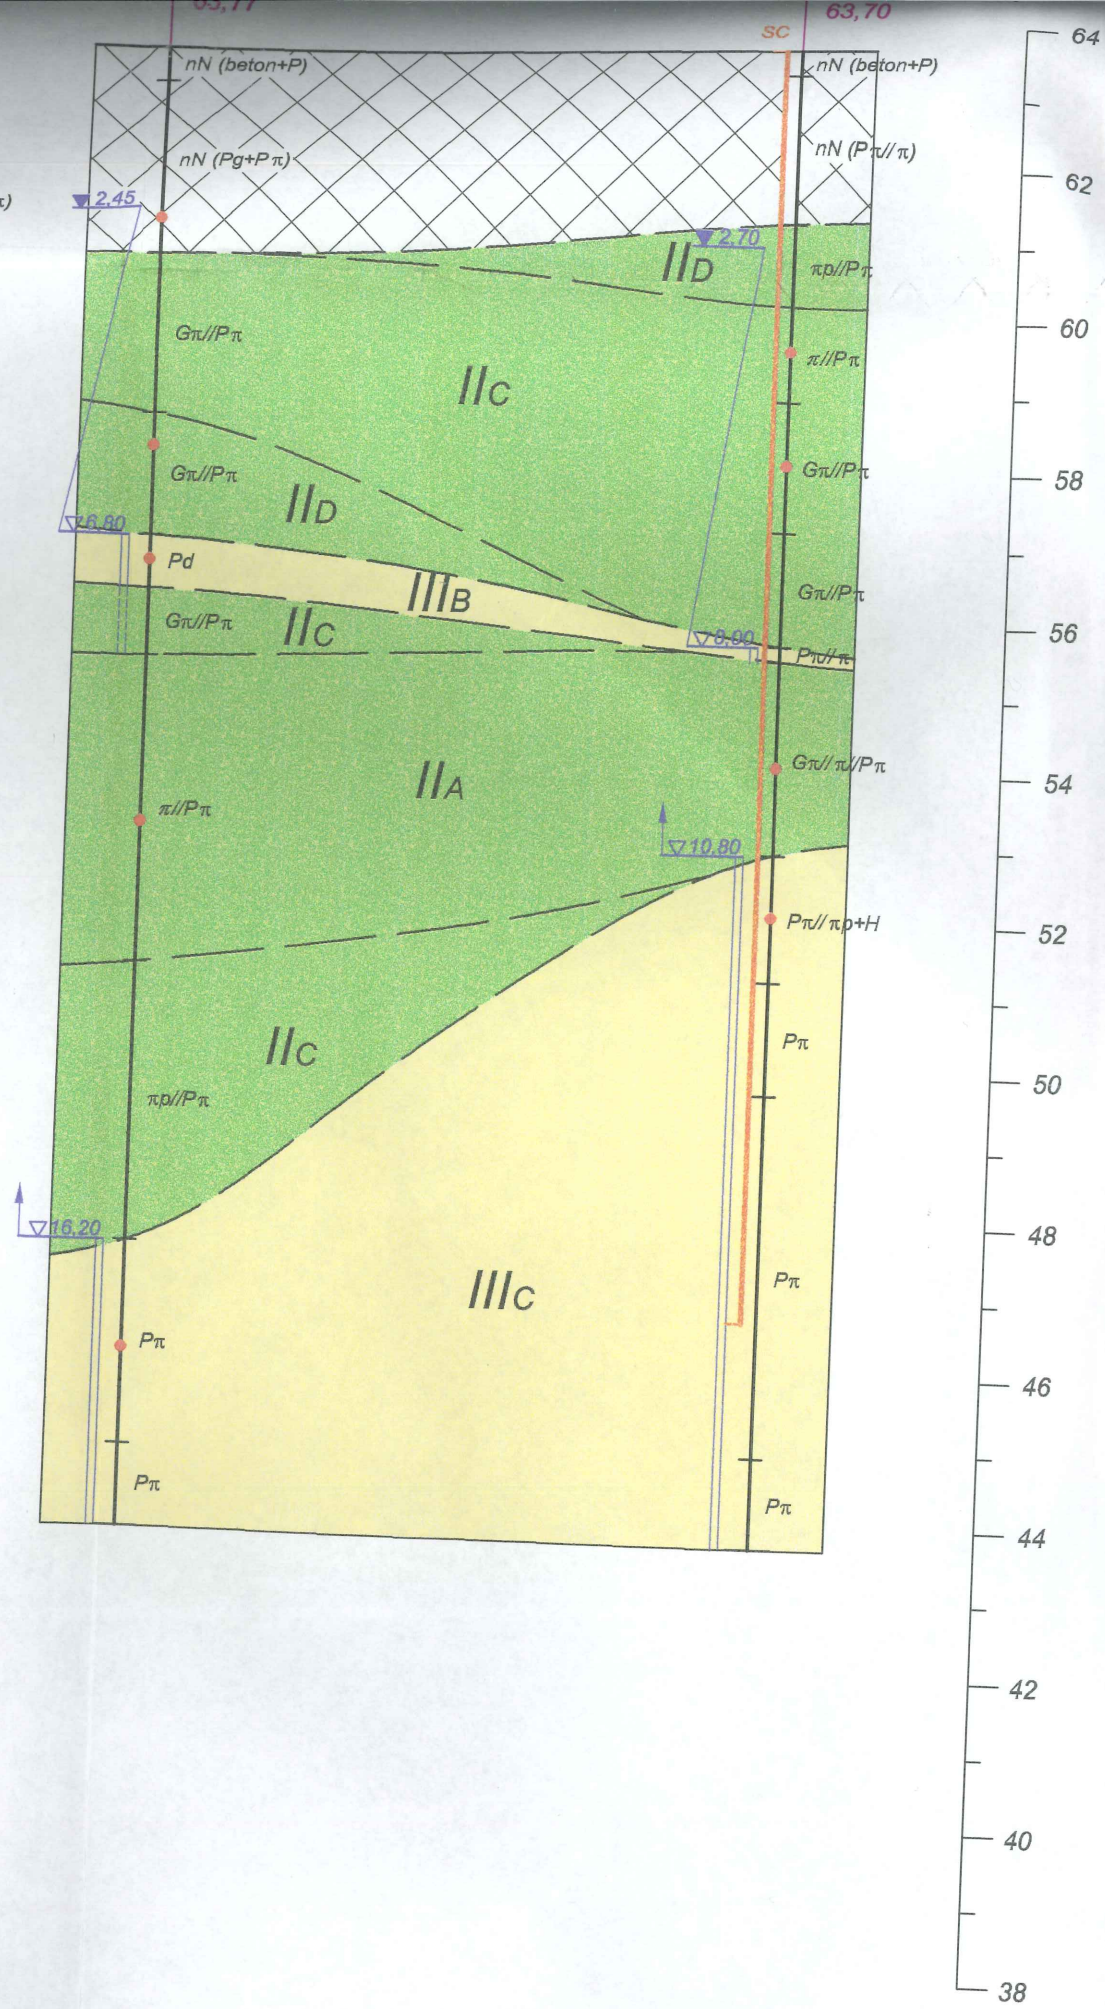 63,70
SC
64
nN (beton+P)
nN (beton+P)
nN (Pg+Pπ)
nN (Pπ//π)
62
2,45
2,70
IID
πp//Pπ
60
Gπ//Pπ
π//Pπ
IIC
Gπ//Pπ
Gπ//Pπ
58
IID
6,80
Pd
IIIB
Gπ//Pπ
Gπ//Pπ
IIC
56
8,00
Pπ//π
Gπ//π//Pπ
IIA
54
π//Pπ
10,80
Pπ//πp+H
52
IIC
Pπ
50
πp//Pπ
16,20
48
Pπ
IIIC
Pπ
46
Pπ
Pπ
44
42
40
38